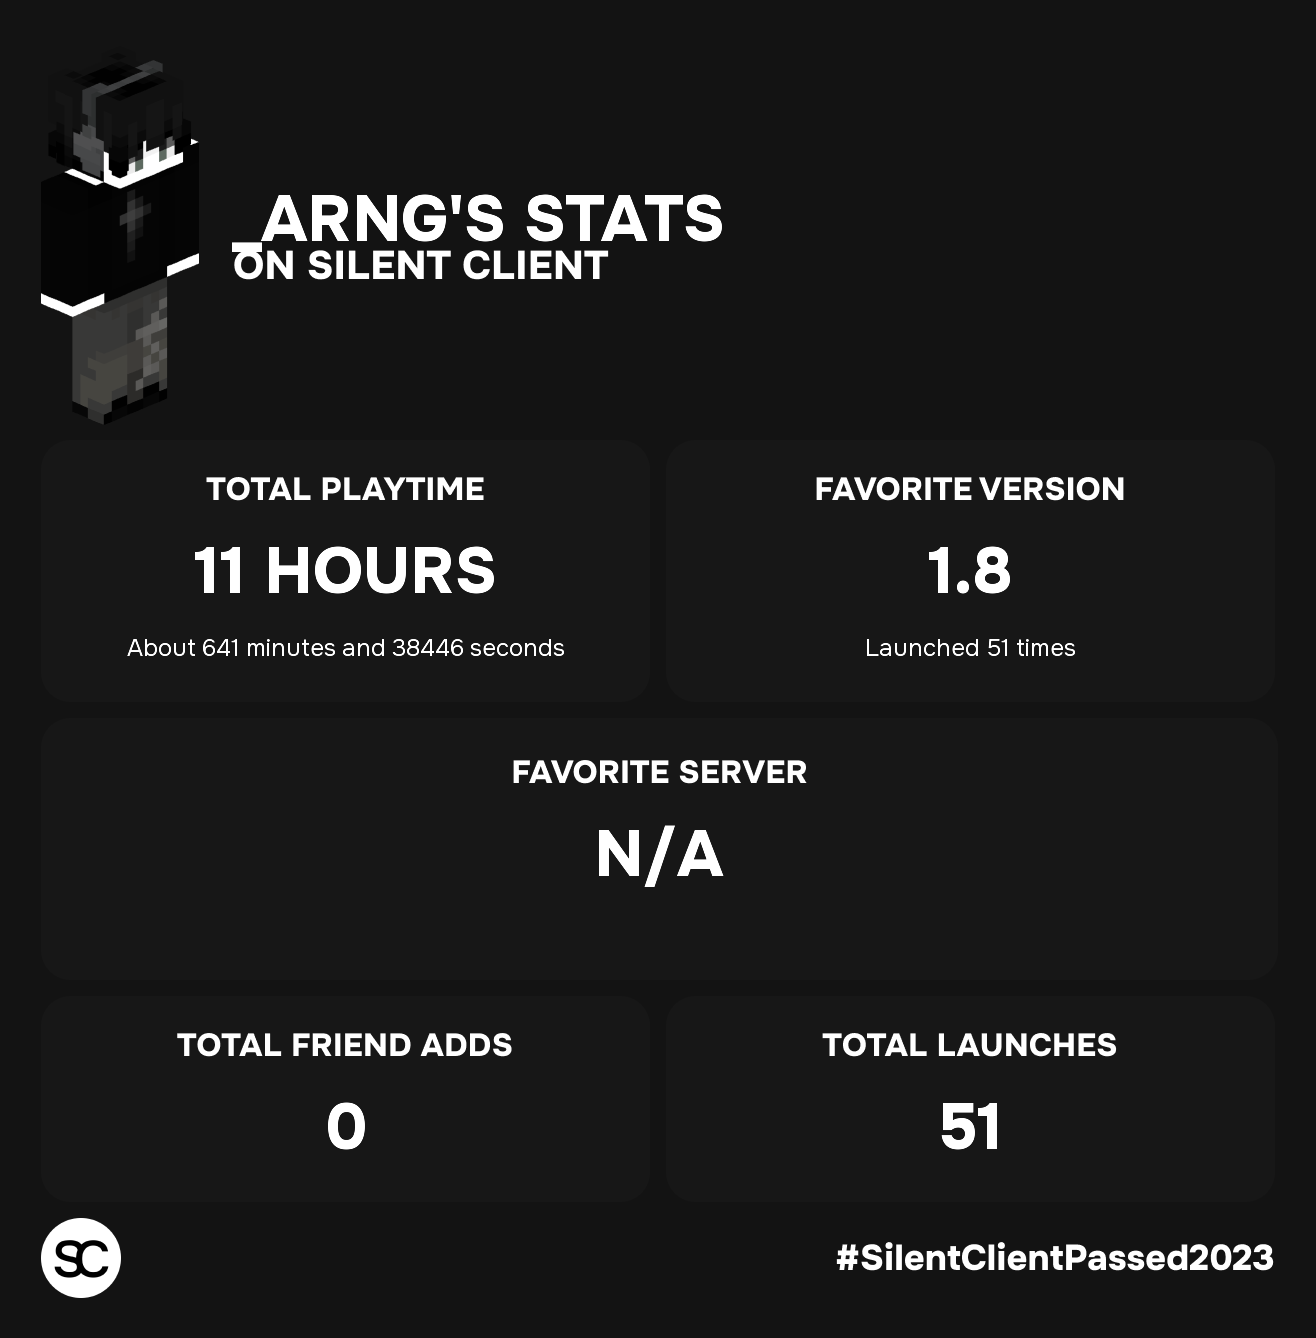 _ARNG'S STATS
ON SILENT CLIENT
TOTAL PLAYTIME
11 HOURS
About 641 minutes and 38446 seconds
FAVORITE VERSION
1.8
Launched 51 times
FAVORITE SERVER
N/A
TOTAL FRIEND ADDS
0
TOTAL LAUNCHES
51
SC
#SilentClientPassed2023